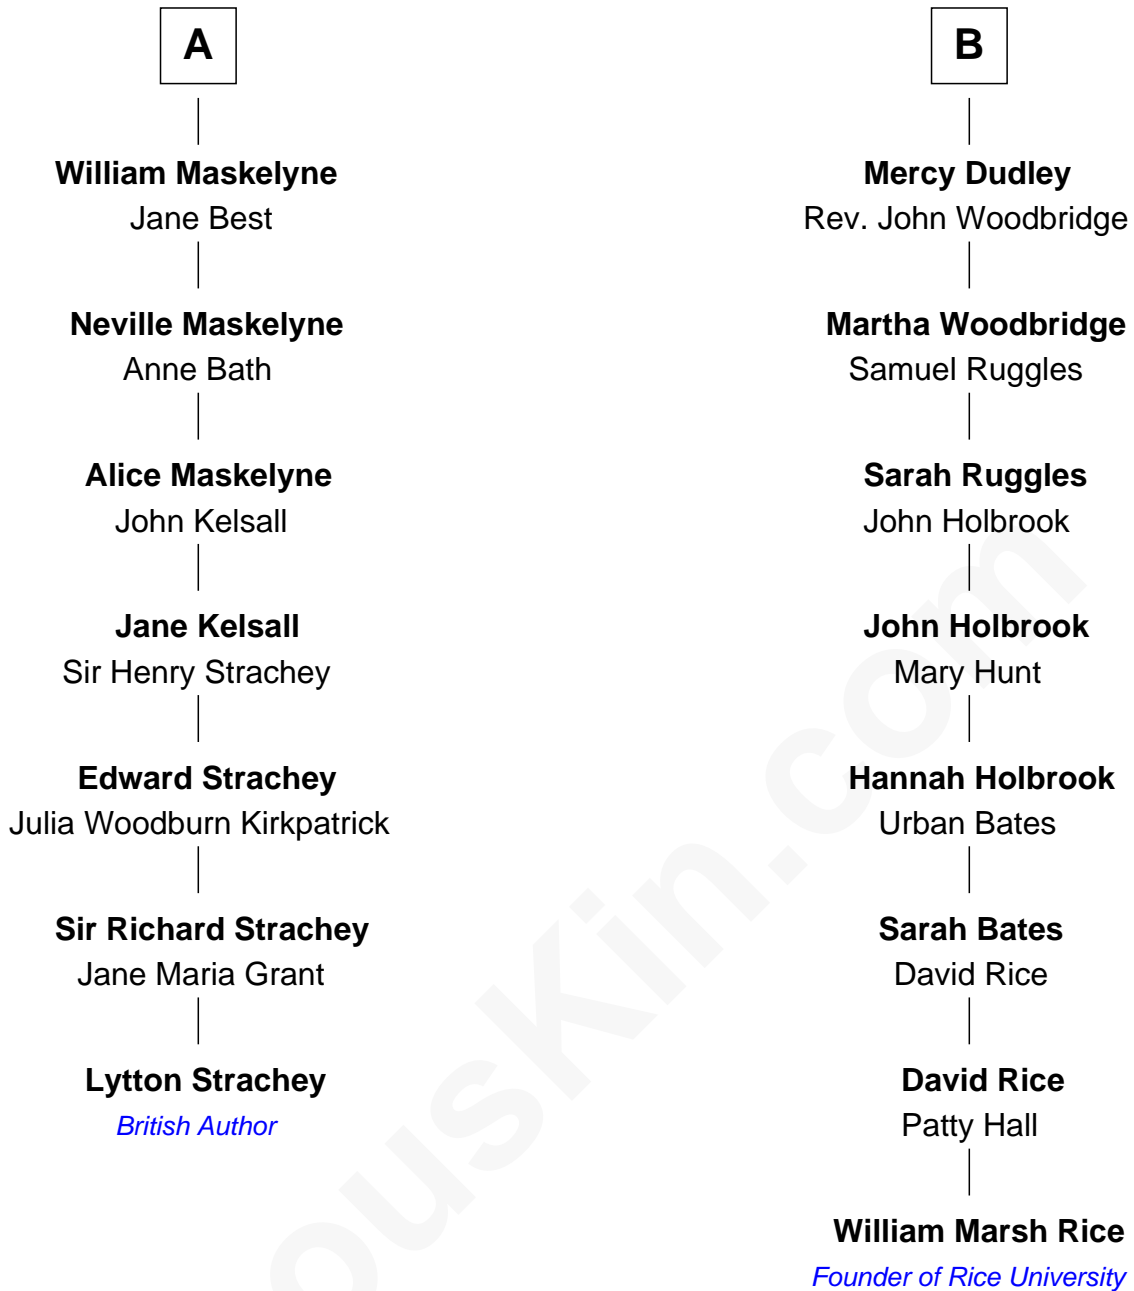 A
William Maskelyne
Jane Best
Neville Maskelyne
Anne Bath
Alice Maskelyne
John Kelsall
Jane Kelsall
Sir Henry Strachey
Edward Strachey
Julia Woodburn Kirkpatrick
Sir Richard Strachey
Jane Maria Grant
Lytton Strachey
British Author
B
Mercy Dudley
Rev. John Woodbridge
Martha Woodbridge
Samuel Ruggles
Sarah Ruggles
John Holbrook
John Holbrook
Mary Hunt
Hannah Holbrook
Urban Bates
Sarah Bates
David Rice
David Rice
Patty Hall
William Marsh Rice
Founder of Rice University
ouskin.com